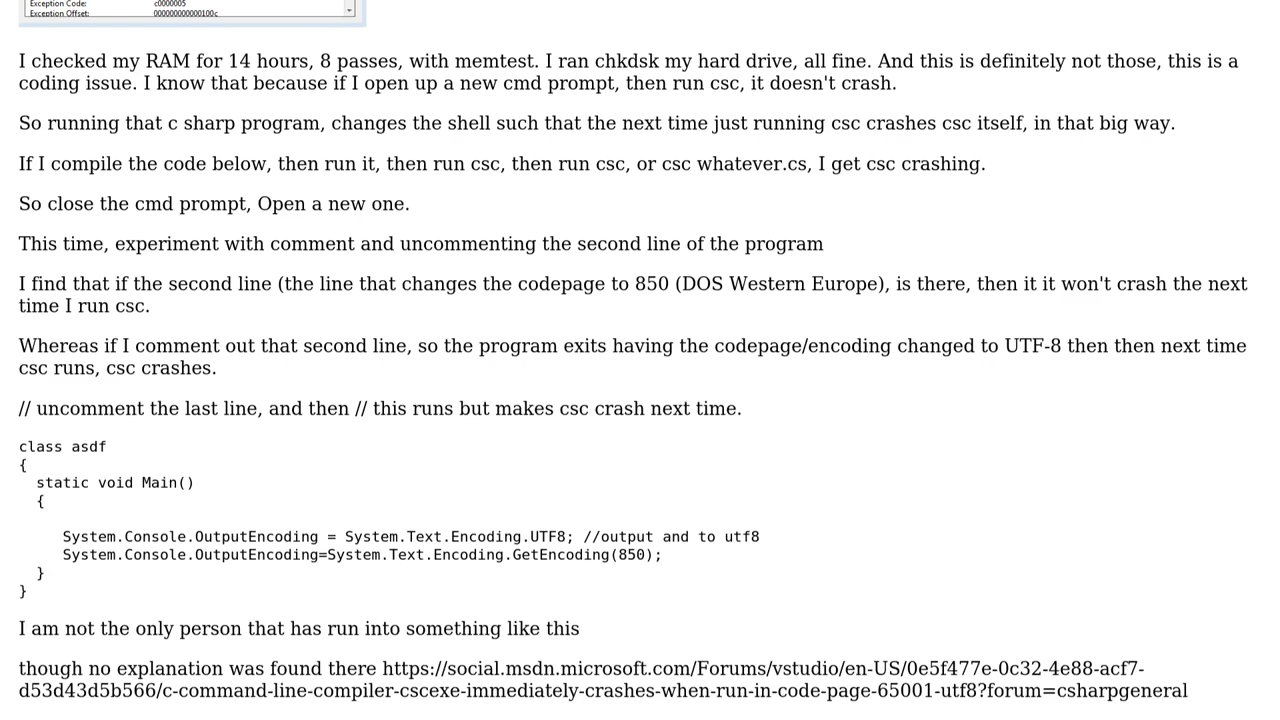 Exception Code: c0000005
Exception Offset: 000000000000100c
I checked my RAM for 14 hours, 8 passes, with memtest. I ran chkdsk my hard drive, all fine. And this is definitely not those, this is a
coding issue. I know that because if I open up a new cmd prompt, then run csc, it doesn't crash.
So running that c sharp program, changes the shell such that the next time just running csc crashes csc itself, in that big way.
If I compile the code below, then run it, then run csc, then run csc, or csc whatever.cs, I get csc crashing.
So close the cmd prompt, Open a new one.
This time, experiment with comment and uncommenting the second line of the program
I find that if the second line (the line that changes the codepage to 850 (DOS Western Europe), is there, then it it won't crash the next
time I run csc.
Whereas if I comment out that second line, so the program exits having the codepage/encoding changed to UTF-8 then then next time
csc runs, csc crashes.
// uncomment the last line, and then // this runs but makes csc crash next time.
class asdf
{
static void Main()
{
System.Console.OutputEncoding = System.Text.Encoding.UTF8; //output and to utf8
System.Console.OutputEncoding=System.Text.Encoding.GetEncoding(850);
}
}
I am not the only person that has run into something like this
though no explanation was found there https://social.msdn.microsoft.com/Forums/vstudio/en-US/0e5f477e-0c32-4e88-acf7-
d53d43d5b566/c-command-line-compiler-cscexe-immediately-crashes-when-run-in-code-page-65001-utf8?forum=csharpgeneral